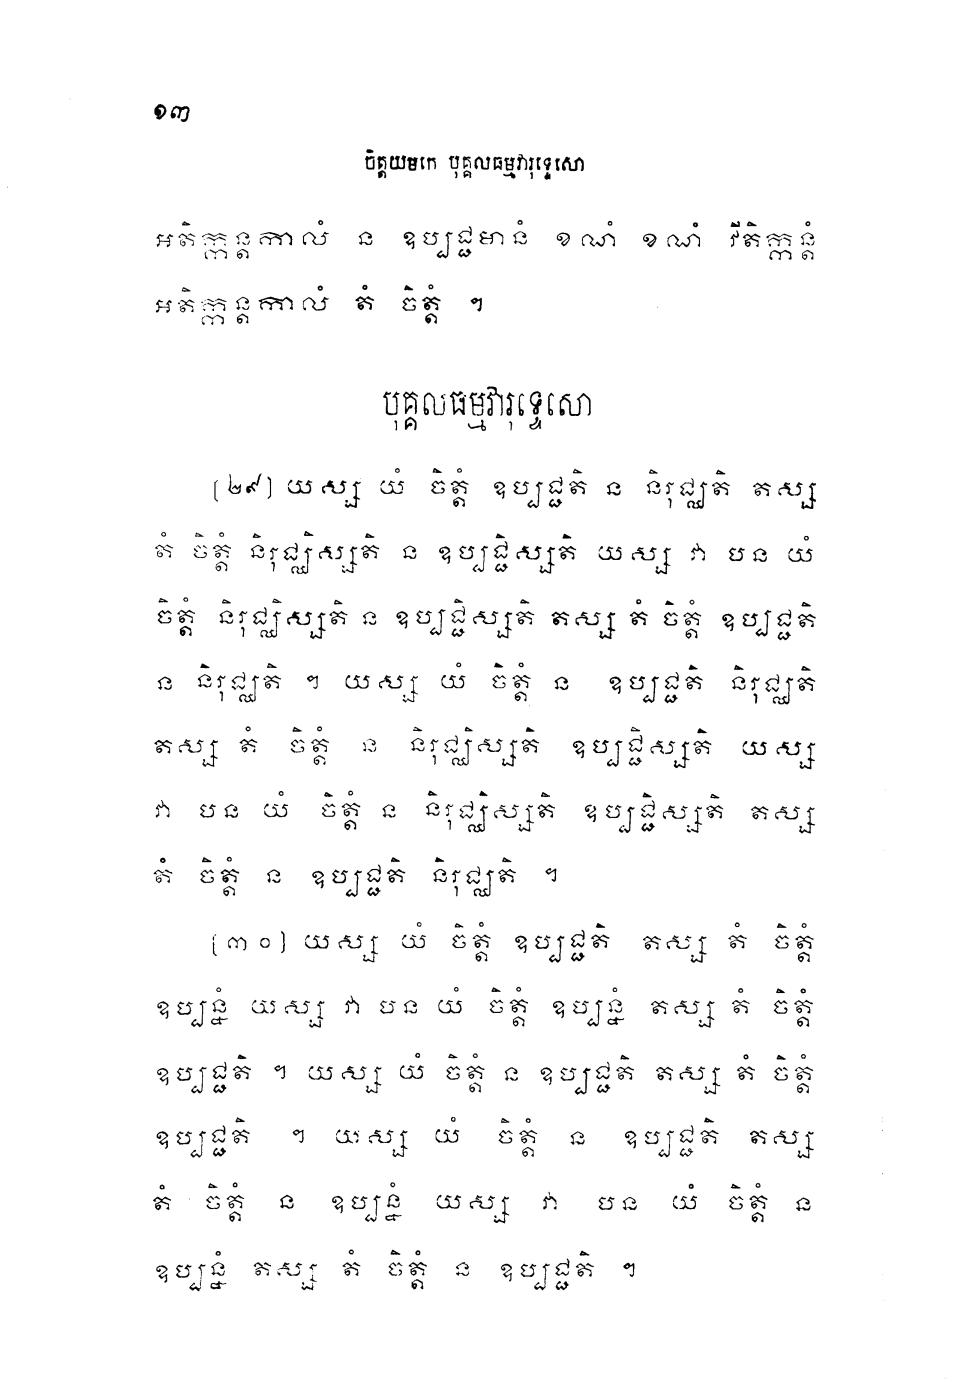 ១៣
ចិត្តយមកេ បុគ្គលធម្មវារុទ្ទេសោ
អតិក្កន្តកាលំ ន ឧប្បជ្ជមានំ ខណំ ខណំ វីតិក្កន្តំ
អតិក្កន្តកាលំ តំ ចិត្តំ ។
បុគ្គលធម្មវារុទ្ទេសោ
[២៩] យស្ស យំ ចិត្តំ ឧប្បជ្ជតិ ន និរុជ្ឈតិ តស្ស
តំ ចិត្តំ និរុជ្ឈិស្សតិ ន ឧប្បជ្ជិស្សតិ យស្ស វា បន យំ
ចិត្តំ និរុជ្ឈិស្សតិ ន ឧប្បជ្ជិស្សតិ តស្ស តំ ចិត្តំ ឧប្បជ្ជតិ
ន និរុជ្ឈតិ ។ យស្ស យំ ចិត្តំ ន ឧប្បជ្ជតិ និរុជ្ឈតិ
តស្ស តំ ចិត្តំ ន និរុជ្ឈិស្សតិ ឧប្បជ្ជិស្សតិ យស្ស
វា បន យំ ចិត្តំ ន និរុជ្ឈិស្សតិ ឧប្បជ្ជិស្សតិ តស្ស
តំ ចិត្តំ ន ឧប្បជ្ជតិ និរុជ្ឈតិ ។
[៣០] យស្ស យំ ចិត្តំ ឧប្បជ្ជតិ តស្ស តំ ចិត្តំ
ឧប្បន្នំ យស្ស វា បន យំ ចិត្តំ ឧប្បន្នំ តស្ស តំ ចិត្តំ
ឧប្បជ្ជតិ ។ យស្ស យំ ចិត្តំ ន ឧប្បជ្ជតិ តស្ស តំ ចិត្តំ
ឧប្បជ្ជតិ ។ យស្ស យំ ចិត្តំ ន ឧប្បជ្ជតិ តស្ស
តំ ចិត្តំ ន ឧប្បន្នំ យស្ស វា បន យំ ចិត្តំ ន
ឧប្បន្នំ តស្ស តំ ចិត្តំ ន ឧប្បជ្ជតិ ។